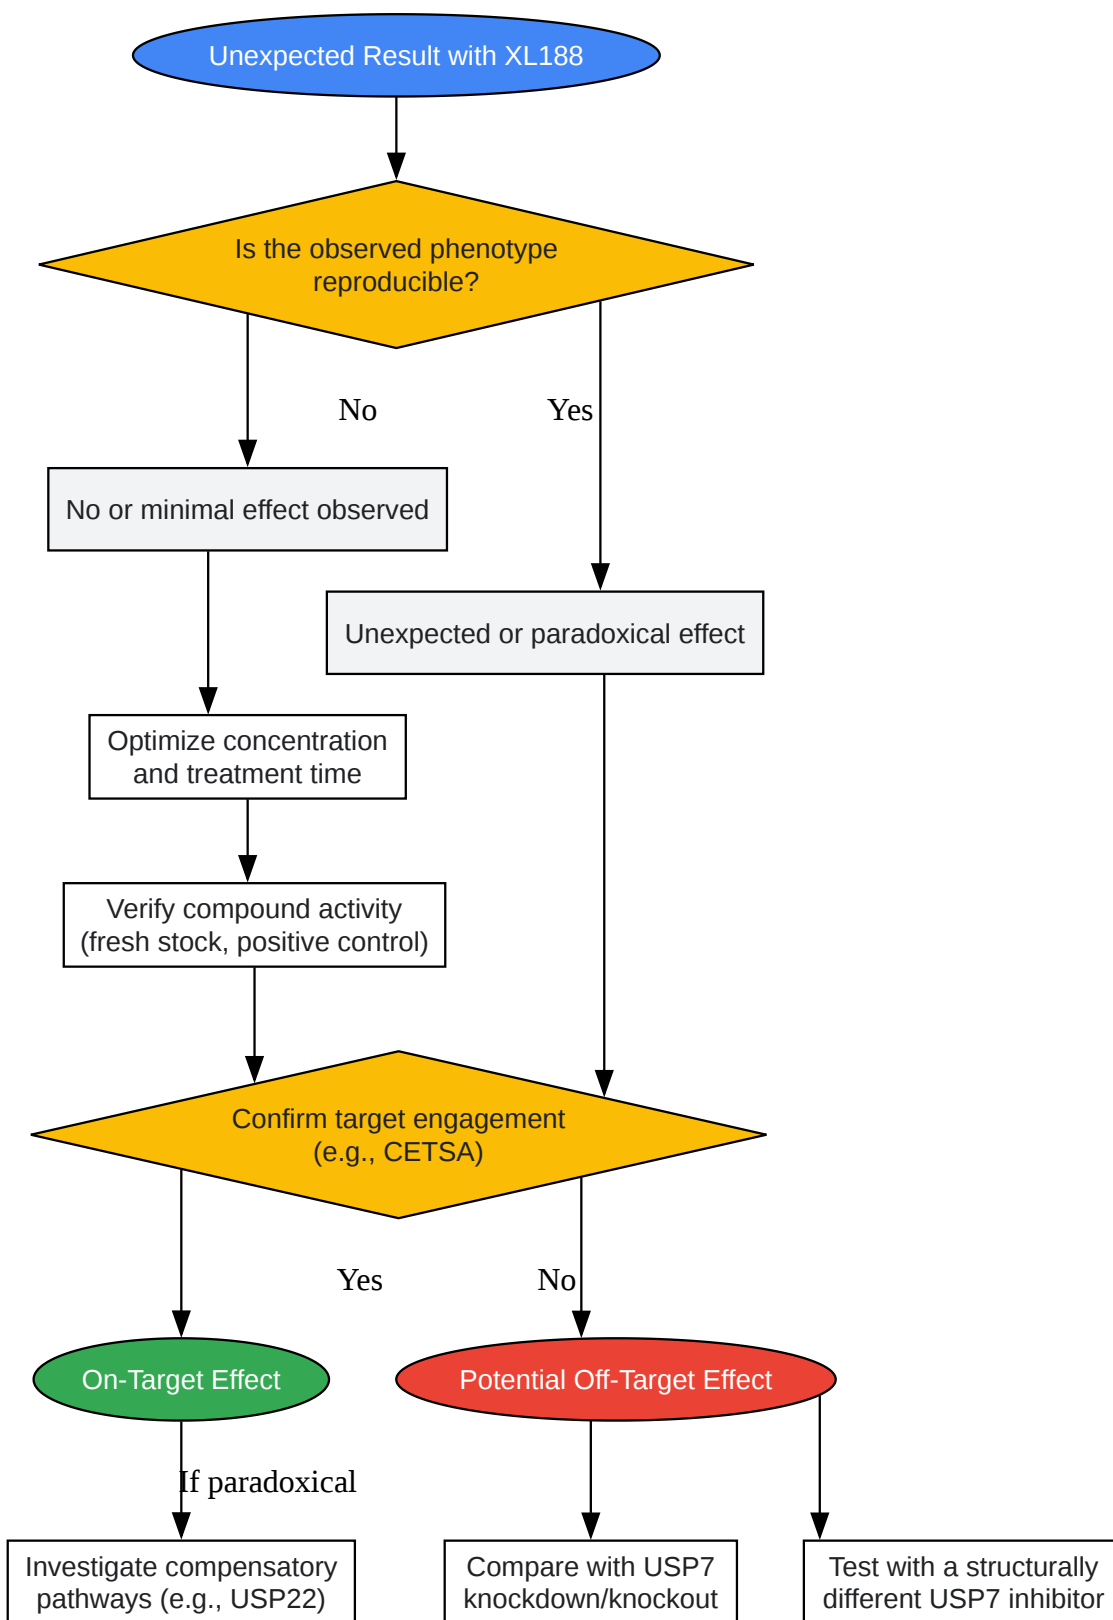 Unexpected Result with XL188
Is the observed phenotype
reproducible?
No
Yes
No or minimal effect observed
Unexpected or paradoxical effect
Optimize concentration
and treatment time
Verify compound activity
(fresh stock, positive control)
Confirm target engagement
(e.g., CETSA)
Yes
No
On-Target Effect
Potential Off-Target Effect
If paradoxical
Investigate compensatory
pathways (e.g., USP22)
Compare with USP7
knockdown/knockout
Test with a structurally
different USP7 inhibitor